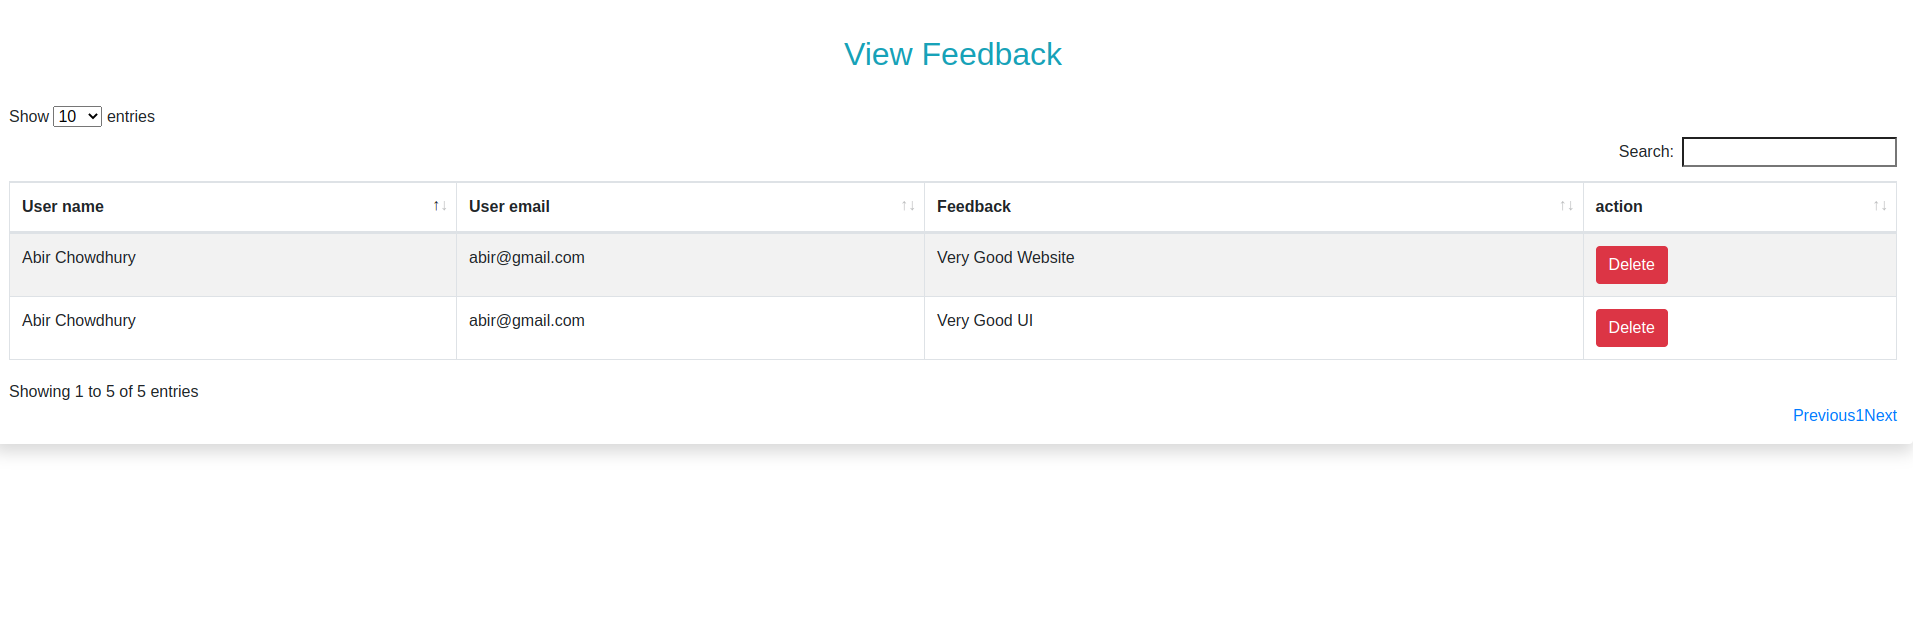 View Feedback
Show 10 entries
Search:
User name ↑↓ User email ↑↓ Feedback ↑↓ action ↑↓
Abir Chowdhury abir@gmail.com Very Good Website Delete
Abir Chowdhury abir@gmail.com Very Good UI Delete
Showing 1 to 5 of 5 entries
Previous1Next